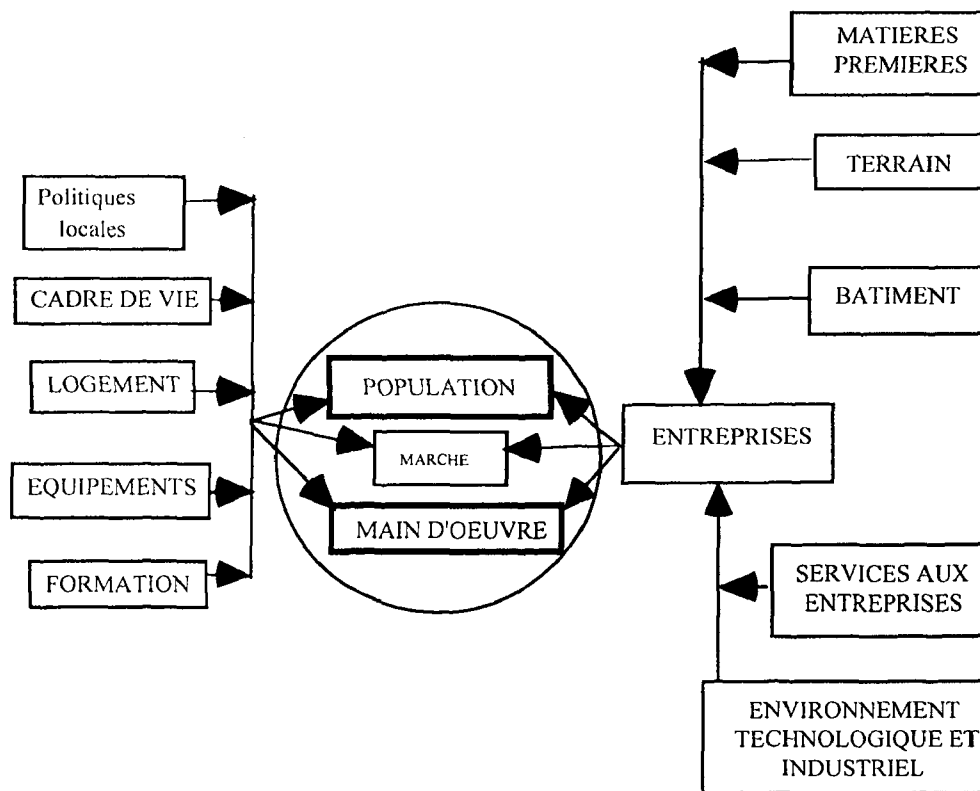 Politiques
locales
CADRE DE VIE
LOGEMENT
EQUIPEMENTS
FORMATION
POPULATION
MARCHE
MAIN D'OEUVRE
ENTREPRISES
MATIERES
PREMIERES
TERRAIN
BATIMENT
SERVICES AUX
ENTREPRISES
ENVIRONNEMENT
TECHNOLOGIQUE ET
INDUSTRIEL